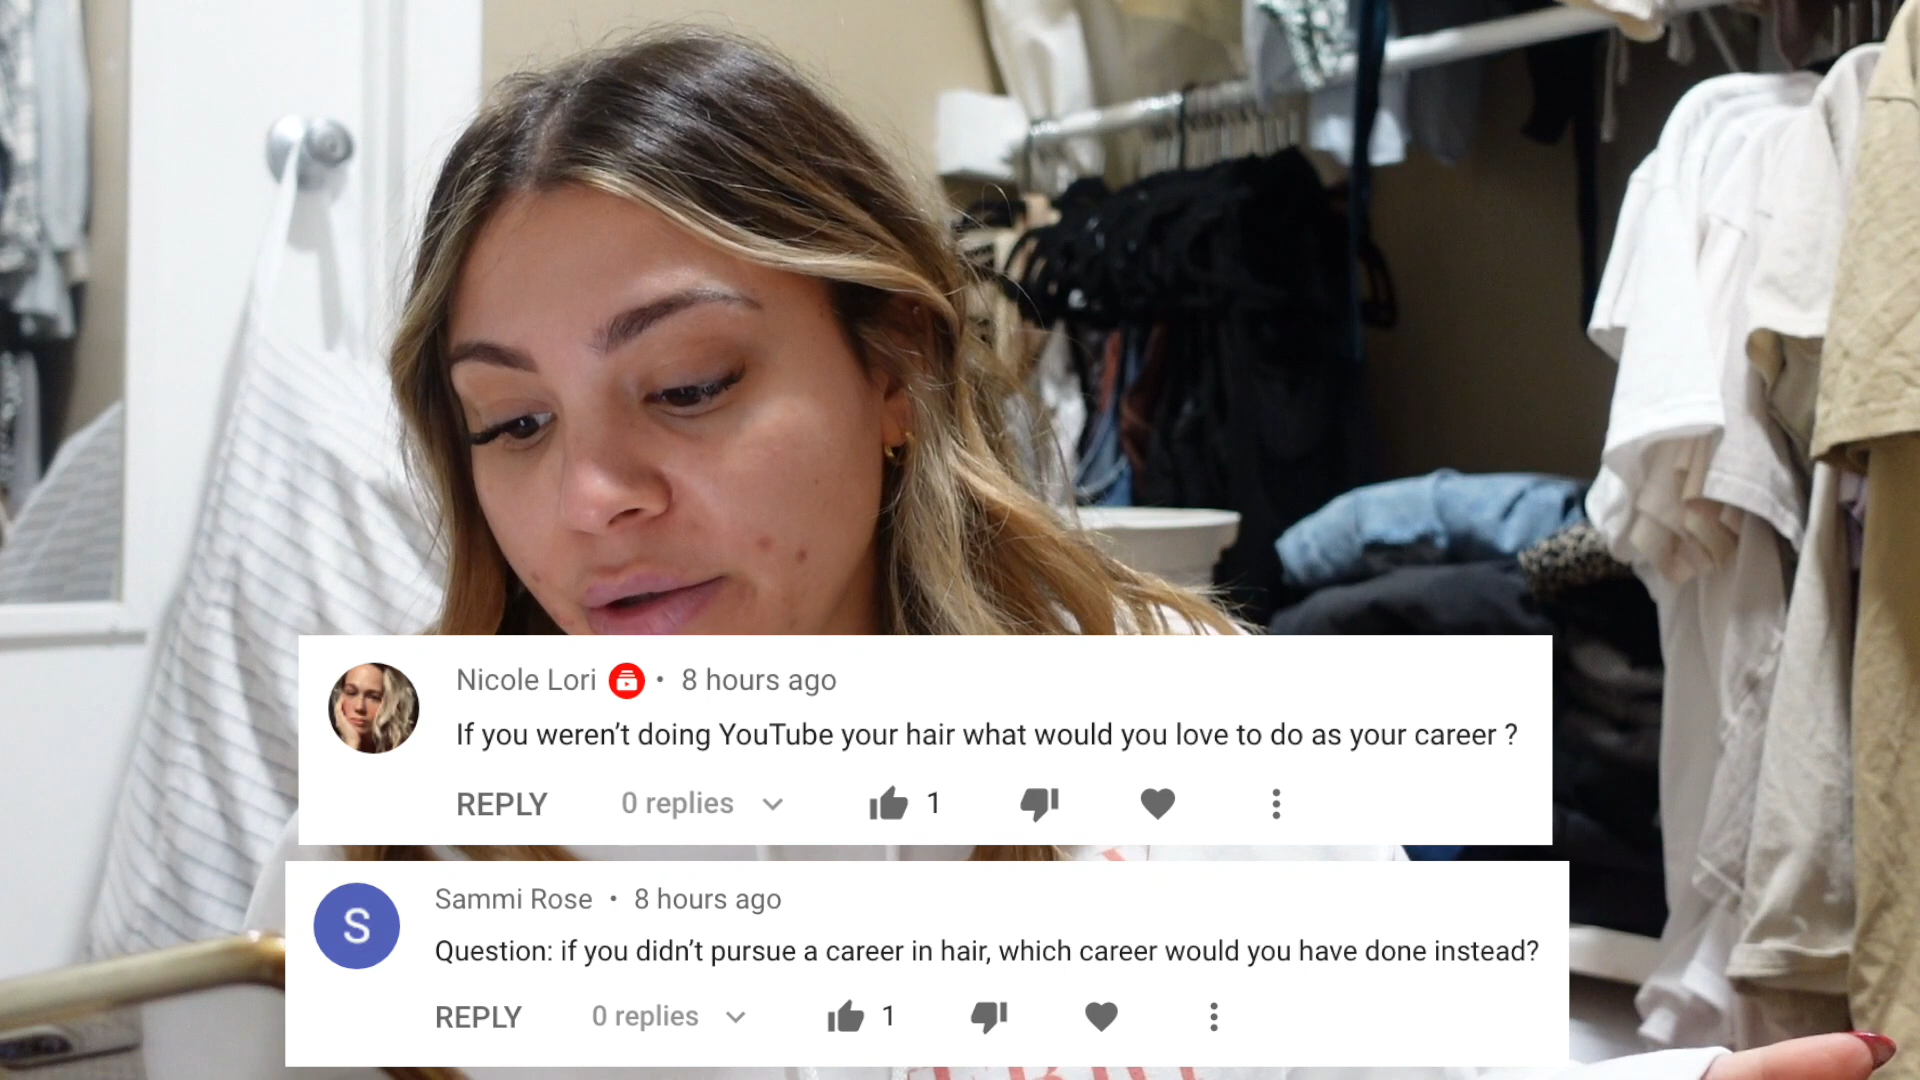 Nicole Lori • 8 hours ago
If you weren’t doing YouTube your hair what would you love to do as your career ?
REPLY 0 replies 1
S
Sammi Rose • 8 hours ago
Question: if you didn’t pursue a career in hair, which career would you have done instead?
REPLY 0 replies 1